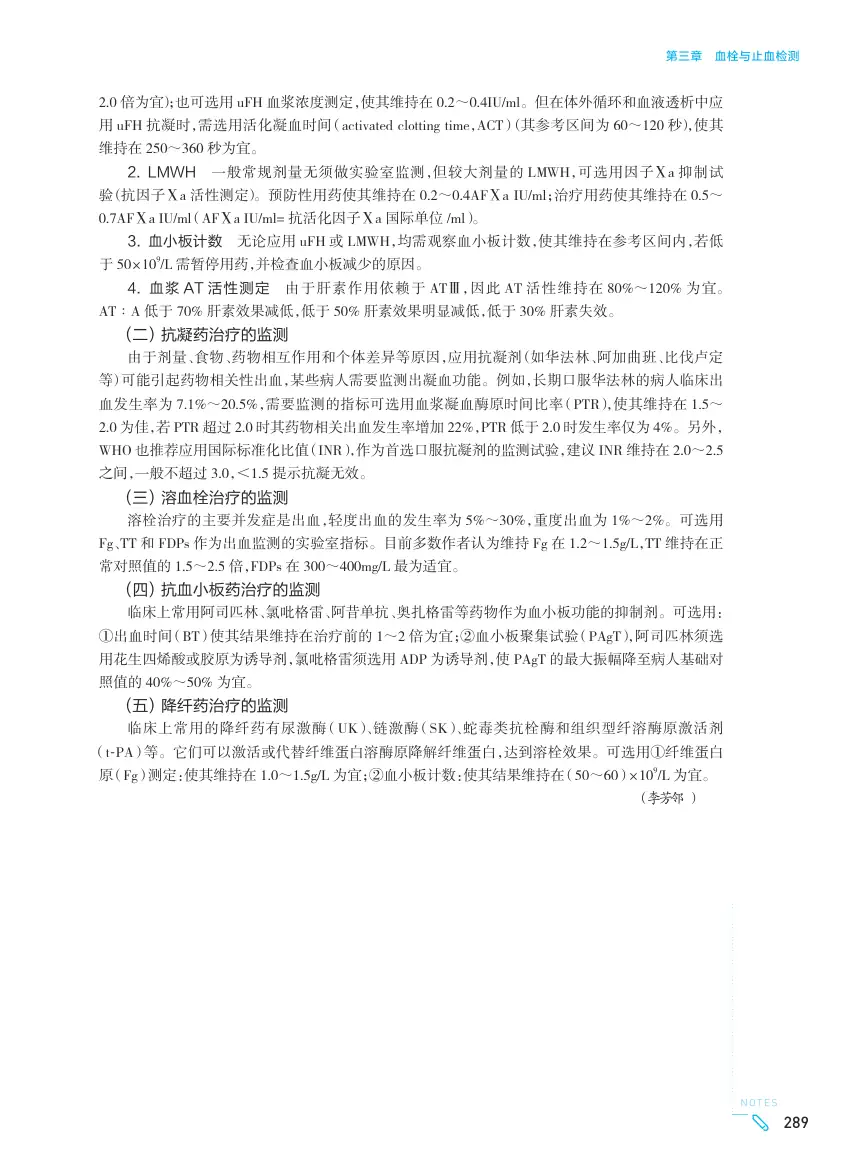 第三章　血栓与止血检测
2.0 倍为宜);也可选用 uFH 血浆浓度测定,使其维持在 0.2～0.4IU/ml。但在体外循环和血液透析中应
用 uFH 抗凝时,需选用活化凝血时间(activated clotting time,ACT)(其参考区间为 60～120 秒),使其
维持在 250～360 秒为宜。
2. LMWH　一般常规剂量无须做实验室监测,但较大剂量的 LMWH,可选用因子Ⅹa 抑制试
验(抗因子Ⅹa 活性测定)。预防性用药使其维持在 0.2～0.4AFⅩa IU/ml;治疗用药使其维持在 0.5～
0.7AFⅩa IU/ml(AFⅩa IU/ml=抗活化因子Ⅹa 国际单位 /ml)。
3. 血小板计数　无论应用 uFH 或 LMWH,均需观察血小板计数,使其维持在参考区间内,若低
于 50×10⁹/L 需暂停用药,并检查血小板减少的原因。
4. 血浆 AT 活性测定　由于肝素作用依赖于 ATⅢ,因此 AT 活性维持在 80%～120% 为宜。
AT∶A 低于 70% 肝素效果减低,低于 50% 肝素效果明显减低,低于 30% 肝素失效。
(二) 抗凝药治疗的监测
由于剂量、食物、药物相互作用和个体差异等原因,应用抗凝剂(如华法林、阿加曲班、比伐卢定
等)可能引起药物相关性出血,某些病人需要监测出凝血功能。例如,长期口服华法林的病人临床出
血发生率为 7.1%～20.5%,需要监测的指标可选用血浆凝血酶原时间比率(PTR),使其维持在 1.5～
2.0 为佳,若 PTR 超过 2.0 时其药物相关出血发生率增加 22%,PTR 低于 2.0 时发生率仅为 4%。另外,
WHO 也推荐应用国际标准化比值(INR),作为首选口服抗凝剂的监测试验,建议 INR 维持在 2.0～2.5
之间,一般不超过 3.0,＜1.5 提示抗凝无效。
(三) 溶血栓治疗的监测
溶栓治疗的主要并发症是出血,轻度出血的发生率为 5%～30%,重度出血为 1%～2%。可选用
Fg、TT 和 FDPs 作为出血监测的实验室指标。目前多数作者认为维持 Fg 在 1.2～1.5g/L,TT 维持在正
常对照值的 1.5～2.5 倍,FDPs 在 300～400mg/L 最为适宜。
(四) 抗血小板药治疗的监测
临床上常用阿司匹林、氯吡格雷、阿昔单抗、奥扎格雷等药物作为血小板功能的抑制剂。可选用:
①出血时间(BT)使其结果维持在治疗前的 1～2 倍为宜;②血小板聚集试验(PAgT),阿司匹林须选
用花生四烯酸或胶原为诱导剂,氯吡格雷须选用 ADP 为诱导剂,使 PAgT 的最大振幅降至病人基础对
照值的 40%～50% 为宜。
(五) 降纤药治疗的监测
临床上常用的降纤药有尿激酶(UK)、链激酶(SK)、蛇毒类抗栓酶和组织型纤溶酶原激活剂
(t-PA)等。它们可以激活或代替纤维蛋白溶酶原降解纤维蛋白,达到溶栓效果。可选用①纤维蛋白
原(Fg)测定:使其维持在 1.0～1.5g/L 为宜;②血小板计数:使其结果维持在(50～60)×10⁹/L 为宜。
(李芳邻)
NOTES
289